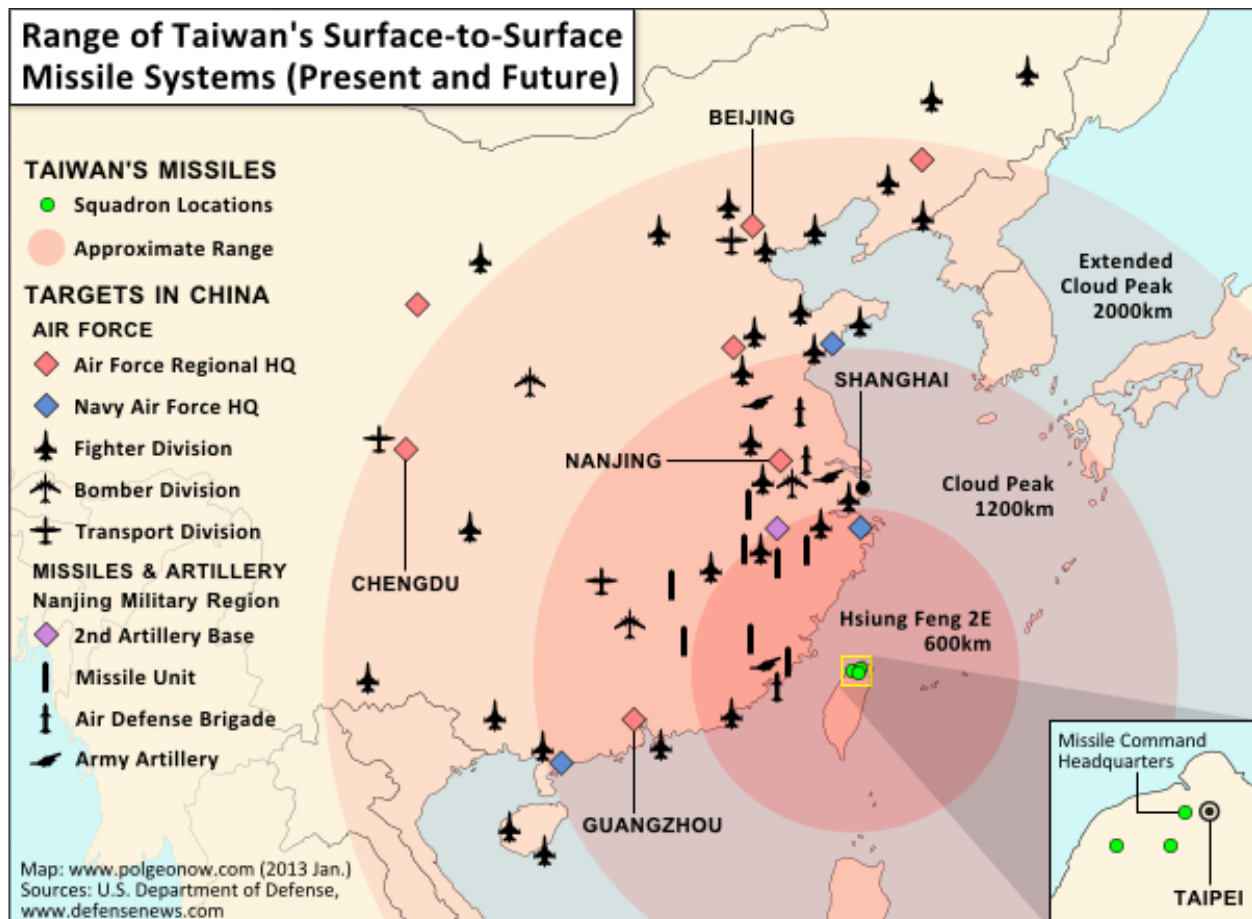 Range of Taiwan's Surface-to-Surface
Missile Systems (Present and Future)
TAIWAN'S MISSILES
Squadron Locations
Approximate Range
TARGETS IN CHINA
AIR FORCE
Air Force Regional HQ
Navy Air Force HQ
Fighter Division
Bomber Division
Transport Division
MISSILES & ARTILLERY
Nanjing Military Region
2nd Artillery Base
Missile Unit
Air Defense Brigade
Army Artillery
Map: www.polgeonow.com (2013 Jan.)
Sources: U.S. Department of Defense,
www.defensenews.com
BEIJING
Extended
Cloud Peak
2000km
SHANGHAI
NANJING
Cloud Peak
1200km
CHENGDU
Hsiung Feng 2E
600km
GUANGZHOU
Missile Command
Headquarters
TAIPEI